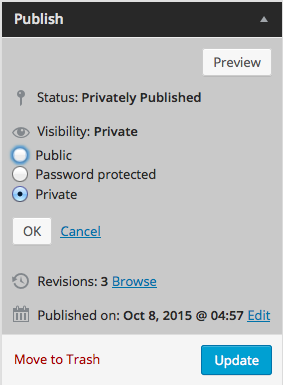 Publish
Preview
Status: Privately Published
Visibility: Private
Public
Password protected
Private
OK Cancel
Revisions: 3 Browse
Published on: Oct 8, 2015 @ 04:57 Edit
Move to Trash Update